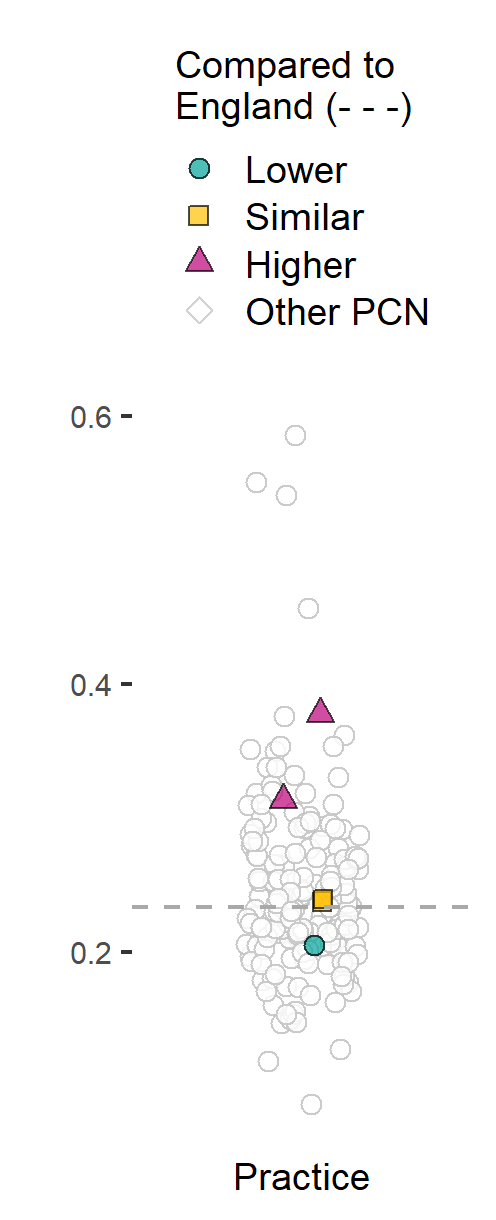 Compared to
England (- - -)
Lower
Similar
Higher
Other PCN
0.6
0.4
0.2
Practice